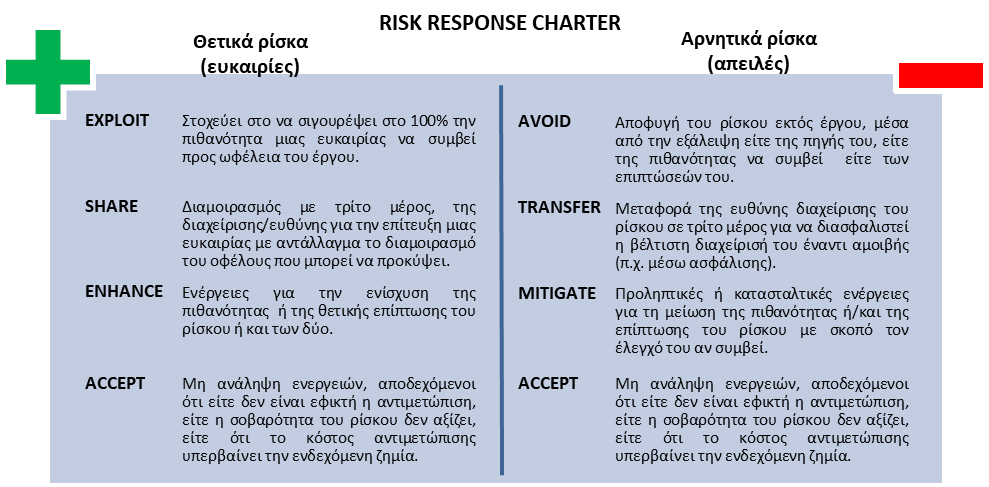 RISK RESPONSE CHARTER
Θετικά ρίσκα
(ευκαιρίες)
Αρνητικά ρίσκα
(απειλές)
EXPLOIT
Στοχεύει στο να σιγουρέψει στο 100% την
πιθανότητα μιας ευκαιρίας να συμβεί
προς ωφέλεια του έργου.
SHARE
Διαμοιρασμός με τρίτο μέρος, της
διαχείρισης/ευθύνης για την επίτευξη μιας
ευκαιρίας με αντάλλαγμα το διαμοιρασμό
του οφέλους που μπορεί να προκύψει.
ENHANCE
Ενέργειες για την ενίσχυση της
πιθανότητας ή της θετικής επίπτωσης του
ρίσκου ή και των δύο.
ACCEPT
Μη ανάληψη ενεργειών, αποδεχόμενοι
ότι είτε δεν είναι εφικτή η αντιμετώπιση,
είτε η σοβαρότητα του ρίσκου δεν αξίζει,
είτε ότι το κόστος αντιμετώπισης
υπερβαίνει την ενδεχόμενη ζημία.
AVOID
Αποφυγή του ρίσκου εκτός έργου, μέσα
από την εξάλειψη είτε της πηγής του, είτε
της πιθανότητας να συμβεί είτε των
επιπτώσεών του.
TRANSFER
Μεταφορά της ευθύνης διαχείρισης του
ρίσκου σε τρίτο μέρος για να διασφαλιστεί
η βέλτιστη διαχείρισή του έναντι αμοιβής
(π.χ. μέσω ασφάλισης).
MITIGATE
Προληπτικές ή κατασταλτικές ενέργειες
για τη μείωση της πιθανότητας ή/και της
επίπτωσης του ρίσκου με σκοπό τον
έλεγχό του αν συμβεί.
ACCEPT
Μη ανάληψη ενεργειών, αποδεχόμενοι
ότι είτε δεν είναι εφικτή η αντιμετώπιση,
είτε η σοβαρότητα του ρίσκου δεν αξίζει,
είτε ότι το κόστος αντιμετώπισης
υπερβαίνει την ενδεχόμενη ζημία.